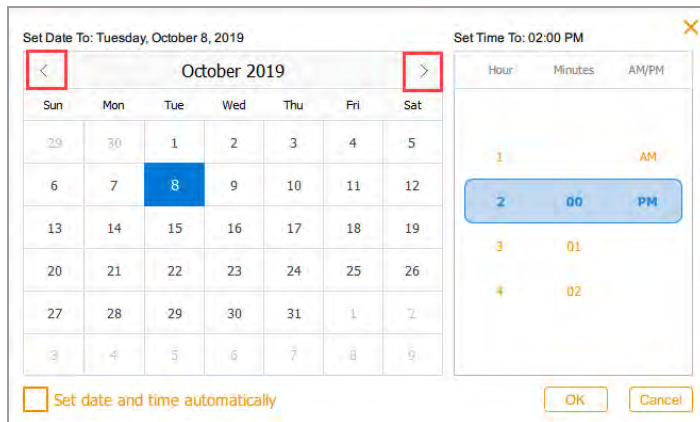 Set Date To: Tuesday, October 8, 2019
Set Time To: 02:00 PM
October 2019
Hour Minutes AM/PM
Sun Mon Tue Wed Thu Fri Sat
29 30 1 2 3 4 5
6 7 8 9 10 11 12
13 14 15 16 17 18 19
20 21 22 23 24 25 26
27 28 29 30 31 1 2
3 4 5 6 7 8 9
1 AM
2 00 PM
3 01
4 02
Set date and time automatically
OK
Cancel